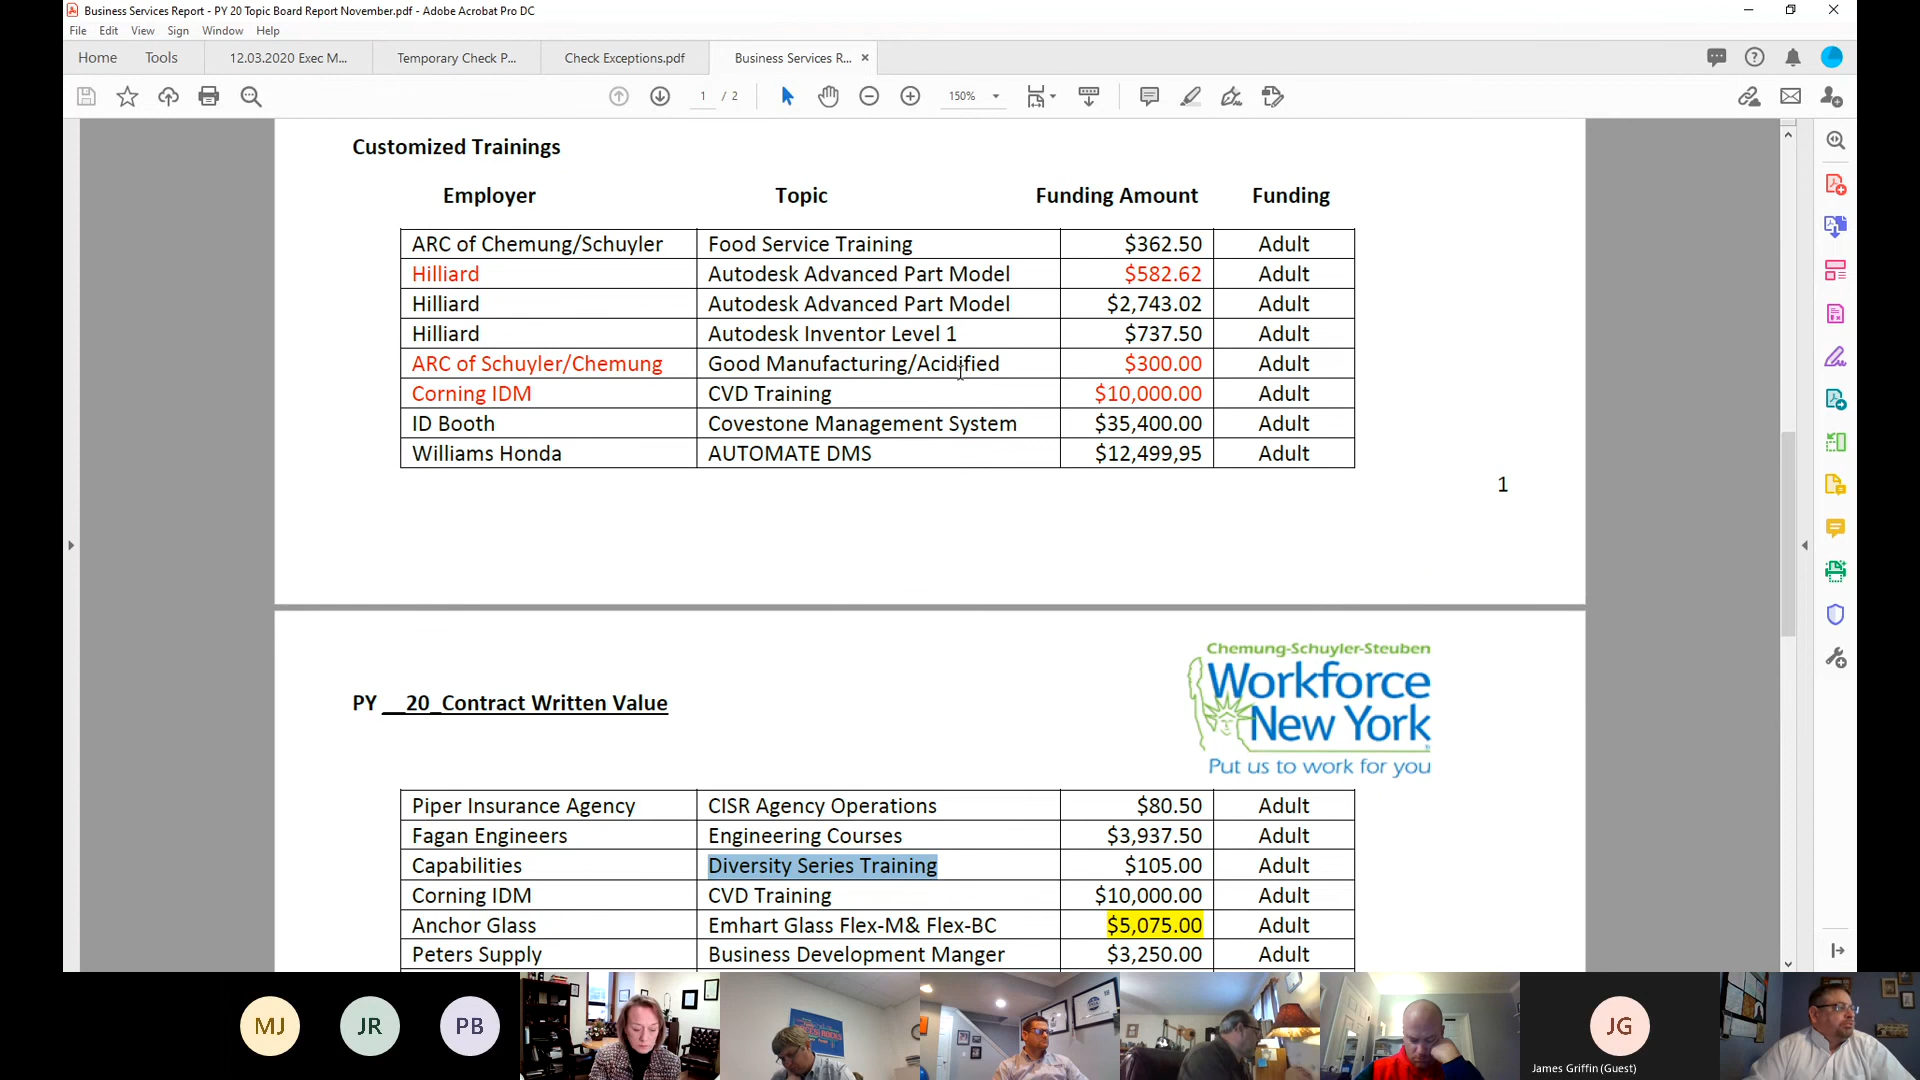 Business Services Report - PY 20 Topic Board Report November.pdf - Adobe Acrobat Pro DC
File Edit View Sign Window Help
Home Tools 12.03.2020 Exec M... Temporary Check P... Check Exceptions.pdf Business Services R... ×
1 / 2 150%
Customized Trainings
Employer Topic Funding Amount Funding
ARC of Chemung/Schuyler Food Service Training $362.50 Adult
Hilliard Autodesk Advanced Part Model $582.62 Adult
Hilliard Autodesk Advanced Part Model $2,743.02 Adult
Hilliard Autodesk Inventor Level 1 $737.50 Adult
ARC of Schuyler/Chemung Good Manufacturing/Acidified $300.00 Adult
Corning IDM CVD Training $10,000.00 Adult
ID Booth Covestone Management System $35,400.00 Adult
Williams Honda AUTOMATE DMS $12,499,95 Adult
1
Chemung-Schuyler-Steuben
Workforce
New York
Put us to work for you
PY __20_Contract Written Value
Piper Insurance Agency CISR Agency Operations $80.50 Adult
Fagan Engineers Engineering Courses $3,937.50 Adult
Capabilities Diversity Series Training $105.00 Adult
Corning IDM CVD Training $10,000.00 Adult
Anchor Glass Emhart Glass Flex-M& Flex-BC $5,075.00 Adult
Peters Supply Business Development Manger $3,250.00 Adult
MJ JR PB JG
James Griffin (Guest)